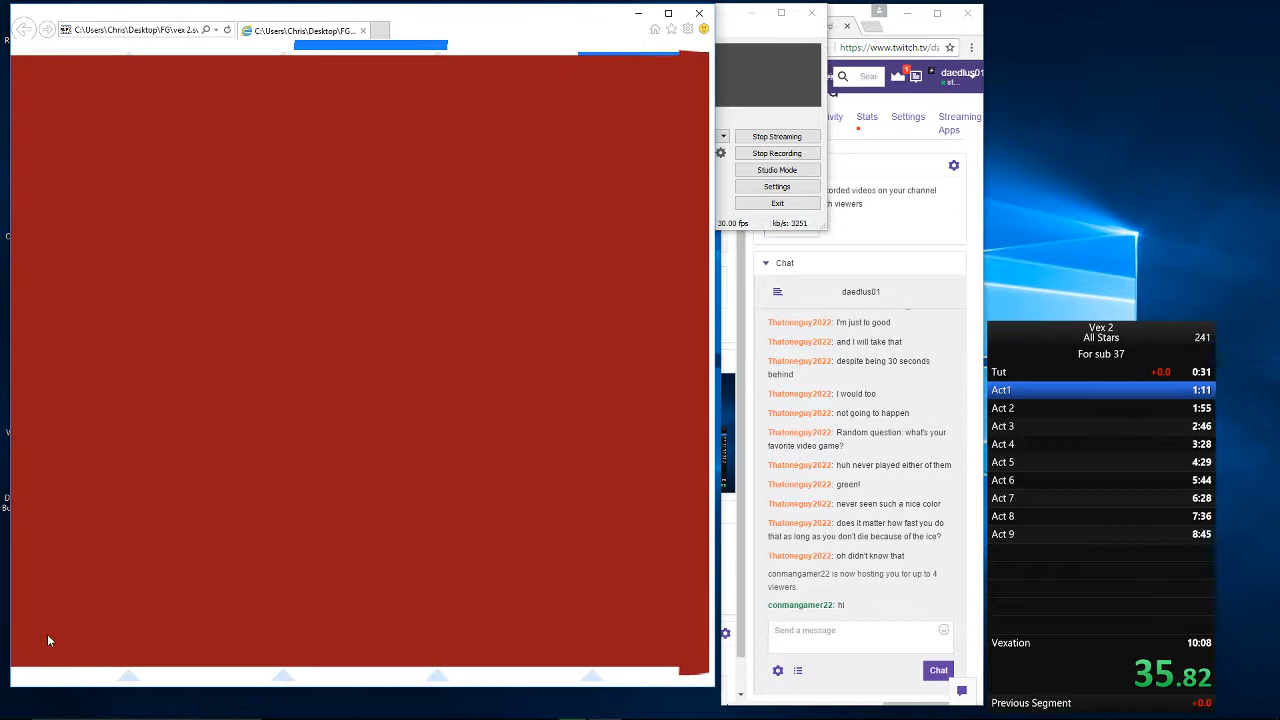 C:\Users\Chris\Desktop\FG\vex 2.sv
C:\Users\Chris\Desktop\FG...
https://www.twitch.tv/da
Sear
1
daedlus01
st...
ivity
Stats
Settings
Streaming Apps
Stop Streaming
Stop Recording
Studio Mode
Settings
Exit
30.00 fps
kb/s: 3251
corded videos on your channel
h viewers
Chat
daedlus01
Thatoneguy2022: I'm just to good
Thatoneguy2022: and I will take that
Thatoneguy2022: despite being 30 seconds
behind
Thatoneguy2022: I would too
Thatoneguy2022: not going to happen
Thatoneguy2022: Random question: what's your
favorite video game?
Thatoneguy2022: huh never played either of them
Thatoneguy2022: green!
Thatoneguy2022: never seen such a nice color
Thatoneguy2022: does it matter how fast you do
that as long as you don't die because of the ice?
Thatoneguy2022: oh didn't know that
conmangamer22 is now hosting you for up to 4
viewers.
conmangamer22: hi
Send a message
Chat
Vex 2
All Stars 241
For sub 37
Tut +0.0 0:31
Act1 1:11
Act 2 1:55
Act 3 2:46
Act 4 3:28
Act 5 4:29
Act 6 5:44
Act 7 6:28
Act 8 7:36
Act 9 8:45
Vexation 10:08
35.82
Previous Segment +0.0